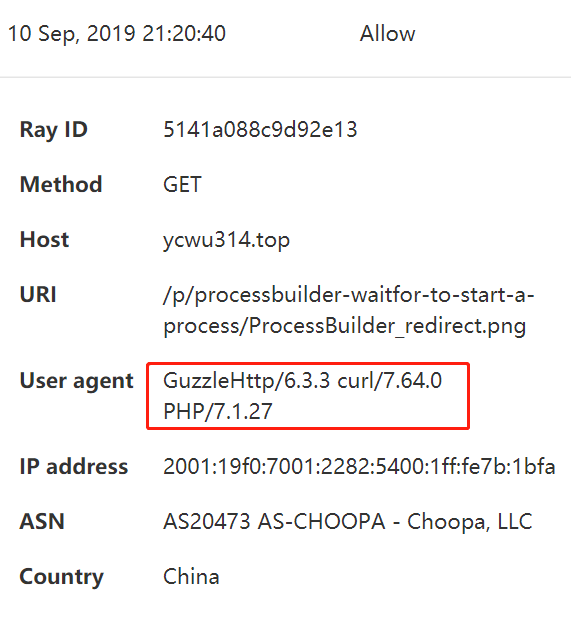 10 Sep, 2019 21:20:40 Allow
Ray ID 5141a088c9d92e13
Method GET
Host ycwu314.top
URI /p/processbuilder-waitfor-to-start-a-
process/ProcessBuilder_redirect.png
User agent GuzzleHttp/6.3.3 curl/7.64.0
PHP/7.1.27
IP address 2001:19f0:7001:2282:5400:1ff:fe7b:1bfa
ASN AS20473 AS-CHOOPA - Choopa, LLC
Country China